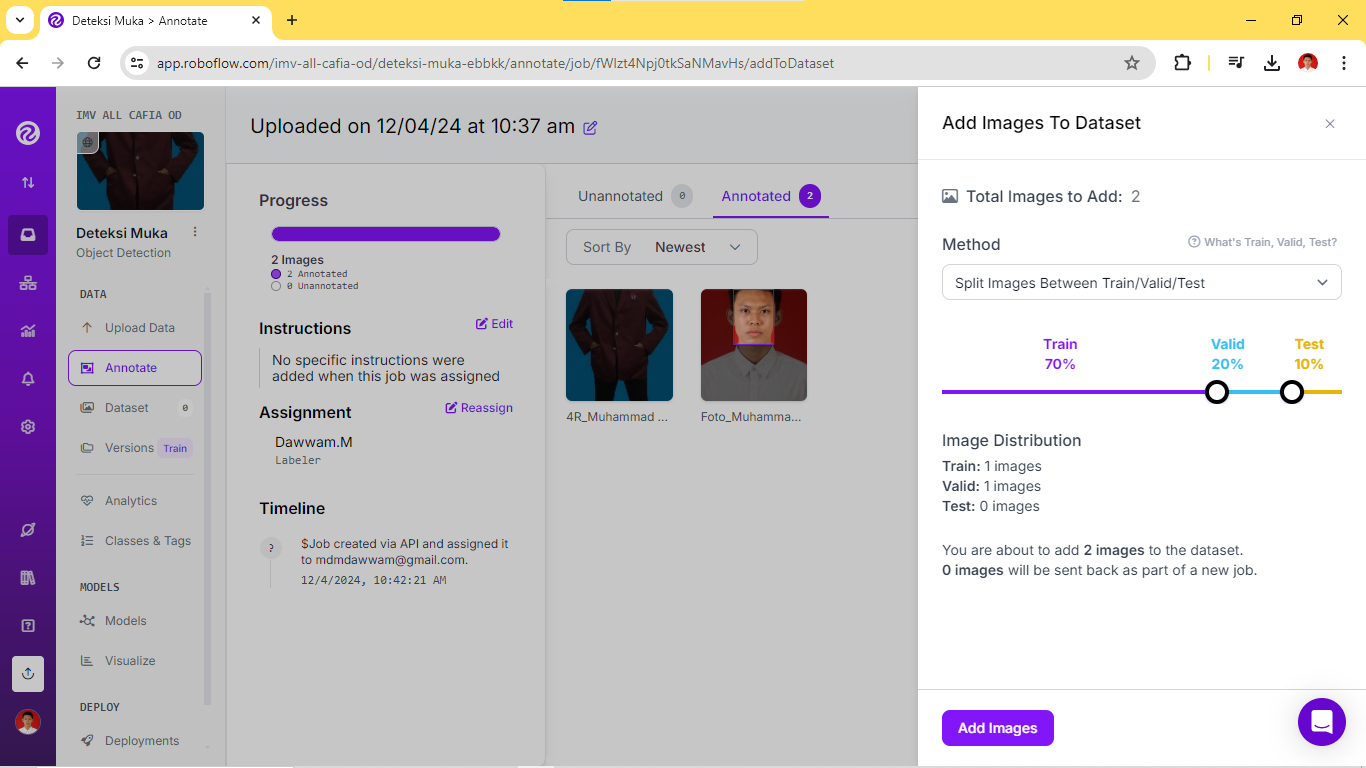 Deteksi Muka > Annotate
app.roboflow.com/imv-all-cafia-od/deteksi-muka-ebbkk/annotate/job/fWlzt4Npj0tkSaNMavHs/addToDataset
IMV ALL CAFIA OD
Deteksi Muka
Object Detection
DATA
Upload Data
Annotate
Dataset 0
Versions Train
Analytics
Classes & Tags
MODELS
Models
Visualize
DEPLOY
Deployments
Uploaded on 12/04/24 at 10:37 am
Progress
2 Images
2 Annotated
0 Unannotated
Instructions
Edit
No specific instructions were
added when this job was assigned
Assignment
Reassign
Dawwam.M
Labeler
Timeline
?
$Job created via API and assigned it
to mdmdawwam@gmail.com.
12/4/2024, 10:42:21 AM
Unannotated 0
Annotated 2
Sort By Newest
4R_Muhammad ...
Foto_Muhamma...
Add Images To Dataset
Total Images to Add: 2
Method
What's Train, Valid, Test?
Split Images Between Train/Valid/Test
Train Valid Test
70% 20% 10%
Image Distribution
Train: 1 images
Valid: 1 images
Test: 0 images
You are about to add 2 images to the dataset.
0 images will be sent back as part of a new job.
Add Images